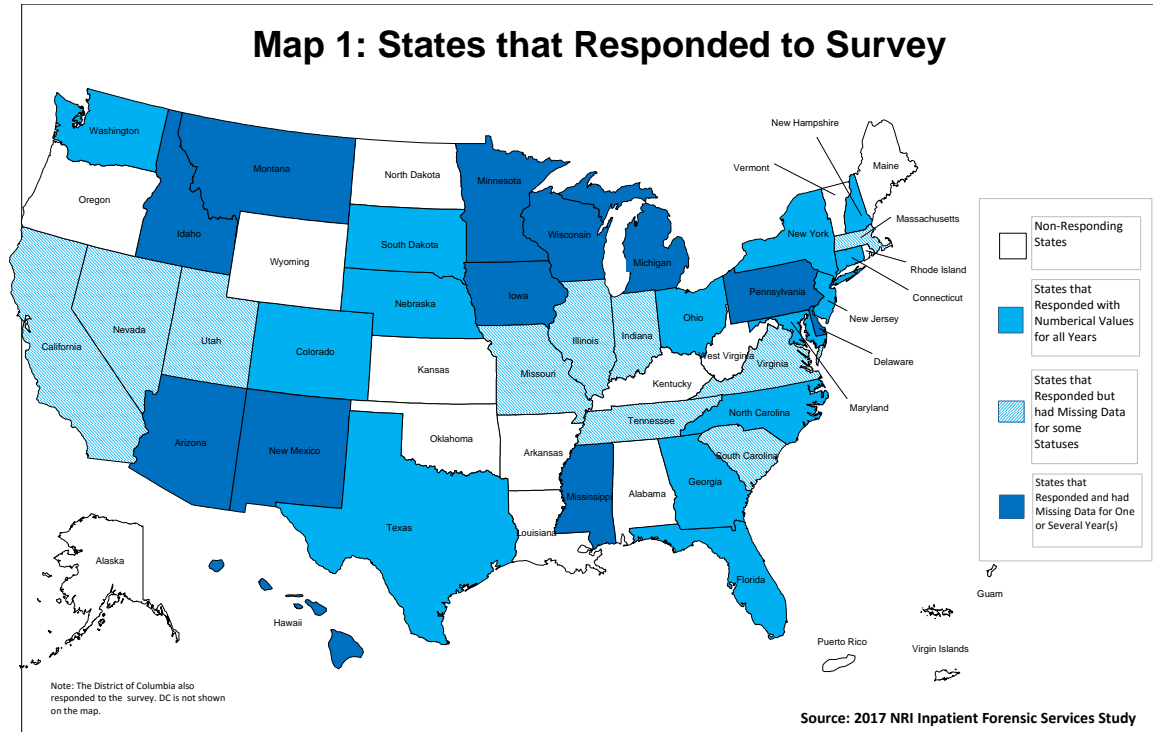 Map 1: States that Responded to Survey
Washington
Oregon
California
Nevada
Idaho
Montana
Wyoming
Utah
Colorado
Arizona
New Mexico
North Dakota
South Dakota
Nebraska
Kansas
Oklahoma
Texas
Minnesota
Iowa
Missouri
Arkansas
Louisiana
Wisconsin
Illinois
Michigan
Indiana
Ohio
Kentucky
Tennessee
Mississippi
Alabama
Georgia
Florida
South Carolina
North Carolina
Virginia
West Virginia
Pennsylvania
New York
Vermont
New Hampshire
Maine
Massachusetts
Rhode Island
Connecticut
New Jersey
Delaware
Maryland
Alaska
Hawaii
Guam
Puerto Rico
Virgin Islands
Non-Responding
States
States that
Responded with
Numberical Values
for all Years
States that
Responded but
had Missing Data
for some
Statuses
States that
Responded and had
Missing Data for One
or Several Year(s)
Note: The District of Columbia also
responded to the survey. DC is not shown
on the map.
Source: 2017 NRI Inpatient Forensic Services Study